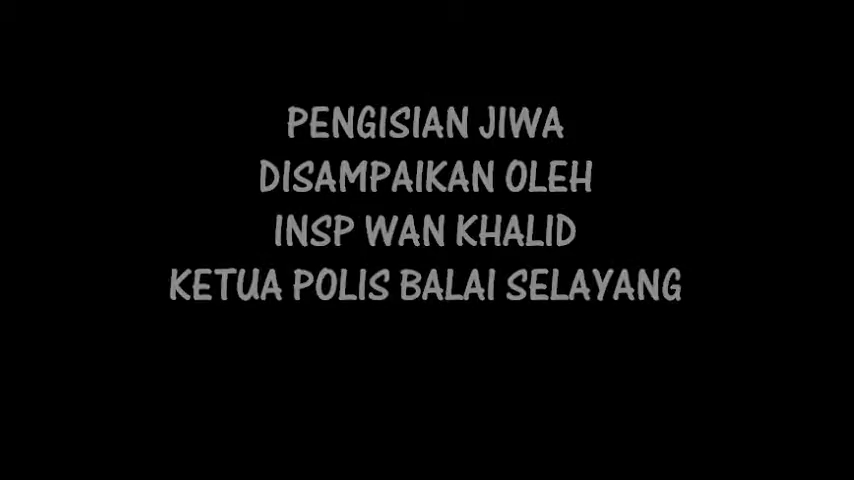 PENGISIAN JIWA
DISAMPAIKAN OLEH
INSP WAN KHALID
KETUA POLIS BALAI SELAYANG